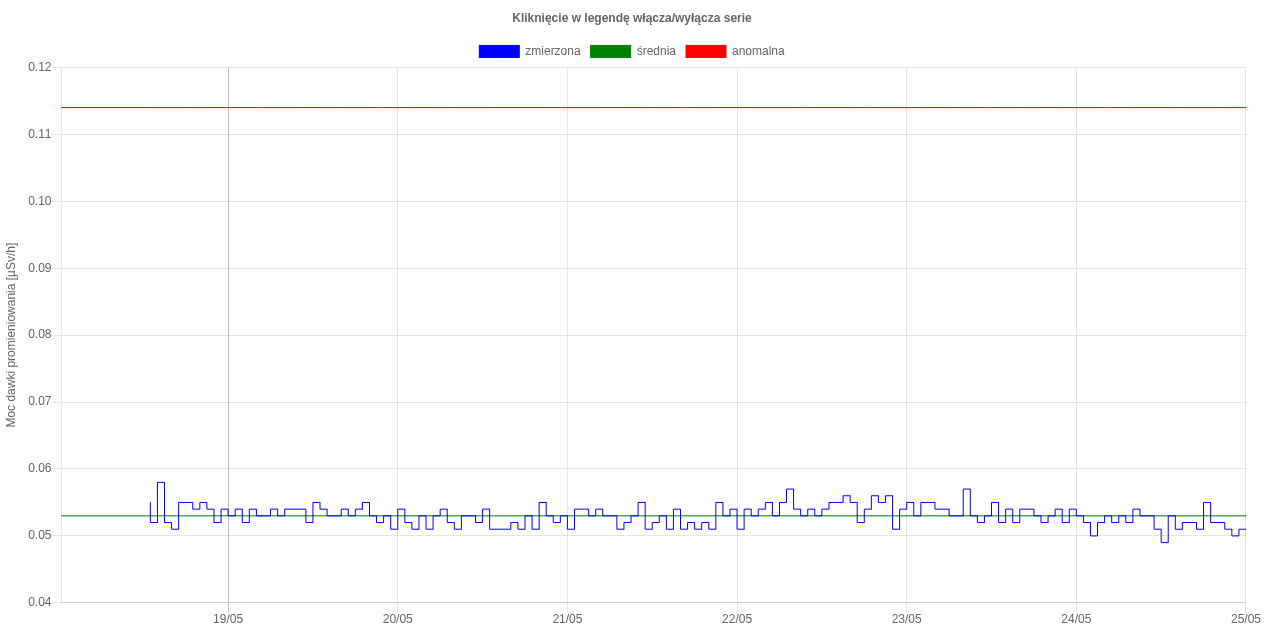 Kliknięcie w legendę włącza/wyłącza serie
zmierzona średnia anomalna
Moc dawki promieniowania [µSv/h]
0.12
0.11
0.10
0.09
0.08
0.07
0.06
0.05
0.04
19/05 20/05 21/05 22/05 23/05 24/05 25/05